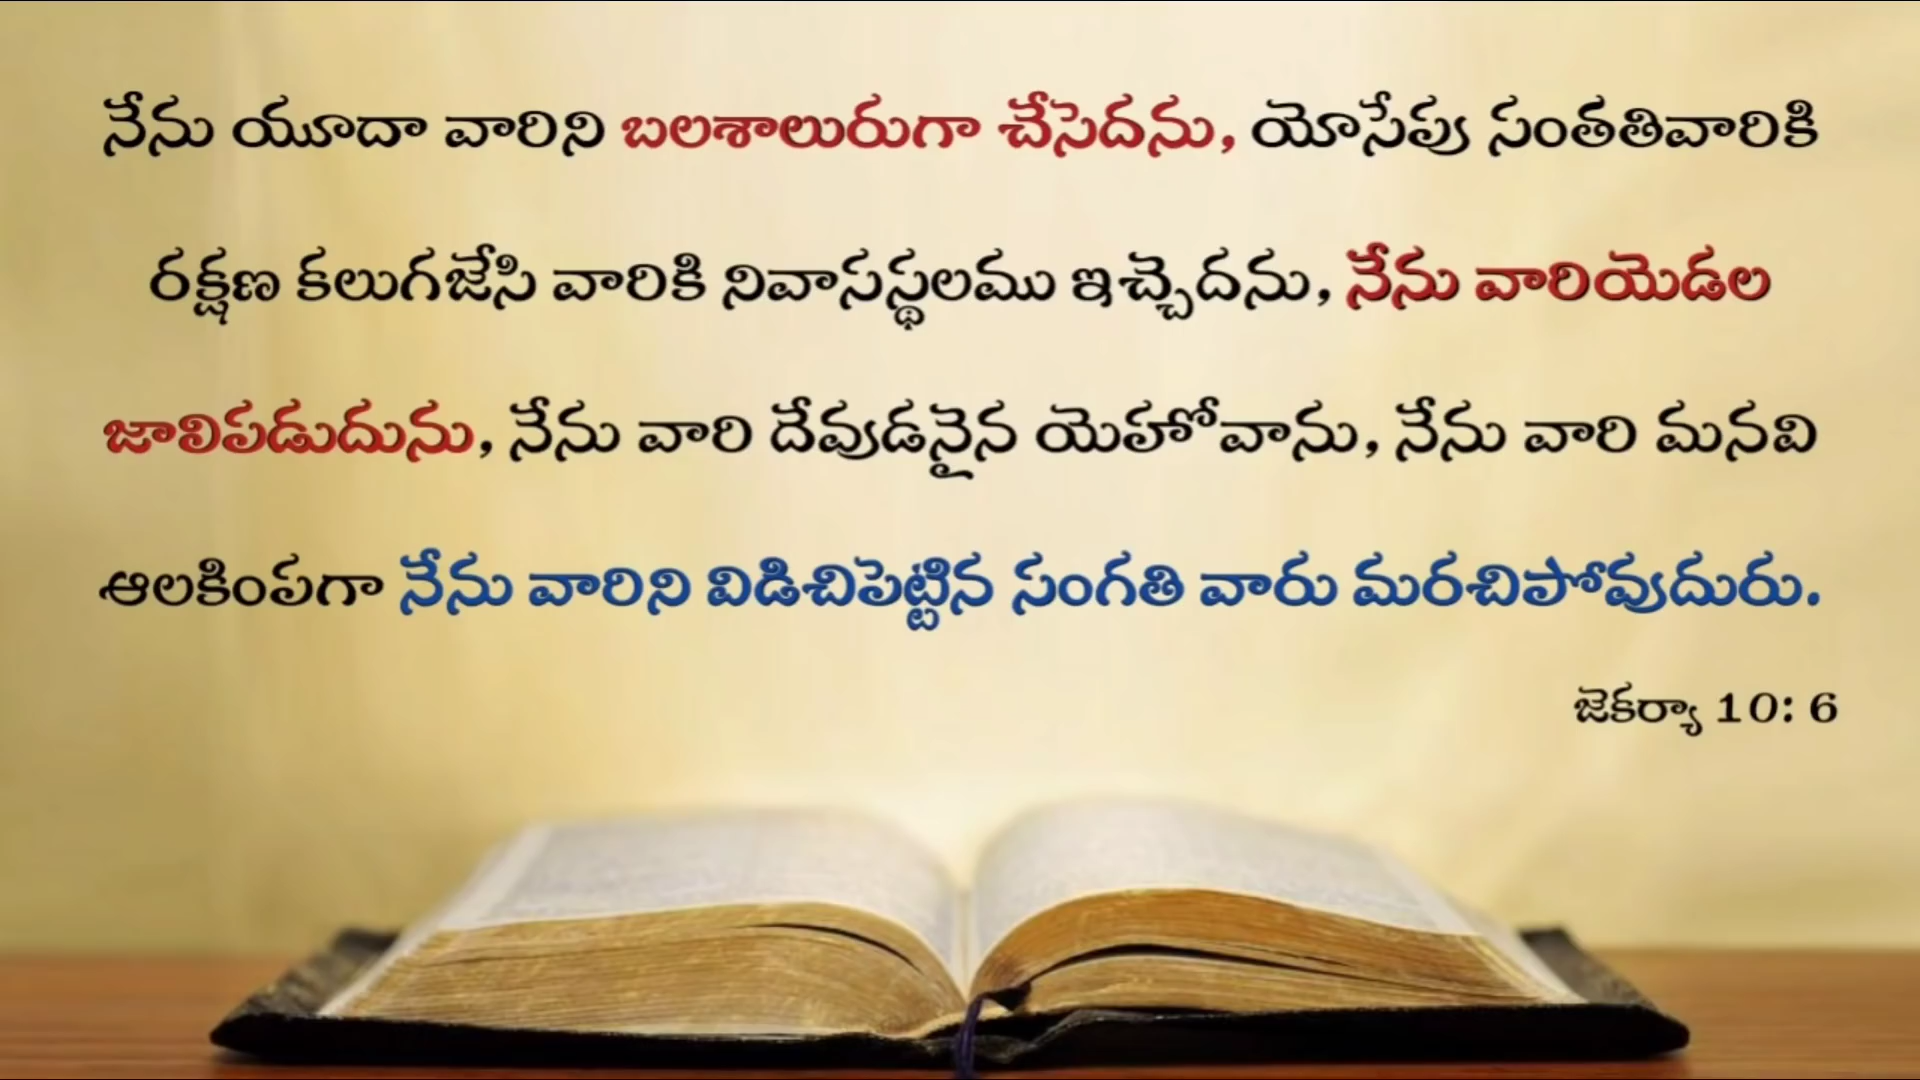 నేను యూదా వారిని బలశాలురుగా చేసెదను, యోసేపు సంతతివారికి
రక్షణ కలుగజేసి వారికి నివాసస్థలము ఇచ్చెదను, నేను వారియెడల
జాలిపడుదును, నేను వారి దేవుడనైన యెహోవాను, నేను వారి మనవి
ఆలకింపగా నేను వారిని విడిచిపెట్టిన సంగతి వారు మరచిపోవుదురు.
జెకర్యా 10: 6